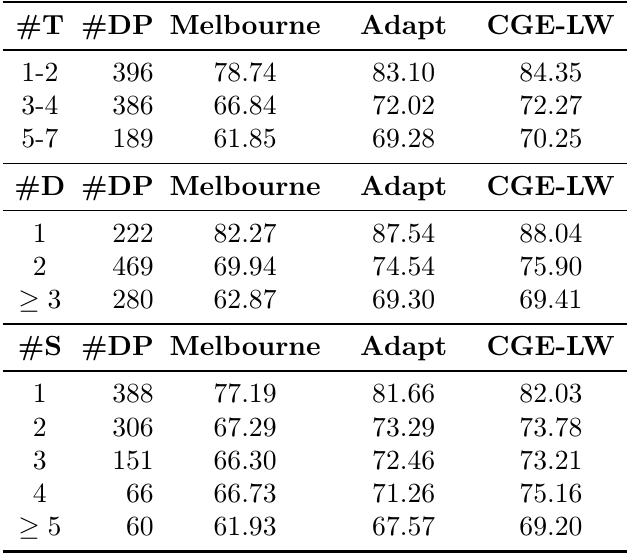 #T #DP Melbourne Adapt CGE-LW
1-2 396 78.74 83.10 84.35
3-4 386 66.84 72.02 72.27
5-7 189 61.85 69.28 70.25
#D #DP Melbourne Adapt CGE-LW
1 222 82.27 87.54 88.04
2 469 69.94 74.54 75.90
≥ 3 280 62.87 69.30 69.41
#S #DP Melbourne Adapt CGE-LW
1 388 77.19 81.66 82.03
2 306 67.29 73.29 73.78
3 151 66.30 72.46 73.21
4 66 66.73 71.26 75.16
≥ 5 60 61.93 67.57 69.20